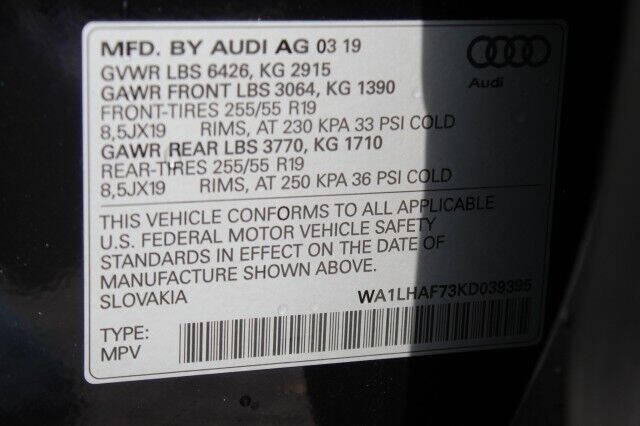 MFD. BY AUDI AG 03 19
GVWR LBS 6426, KG 2915
GAWR FRONT LBS 3064, KG 1390
FRONT-TIRES 255/55 R19
8,5JX19 RIMS, AT 230 KPA 33 PSI COLD
GAWR REAR LBS 3770, KG 1710
REAR-TIRES 255/55 R19
8,5JX19 RIMS, AT 250 KPA 36 PSI COLD
Audi
THIS VEHICLE CONFORMS TO ALL APPLICABLE
U.S. FEDERAL MOTOR VEHICLE SAFETY
STANDARDS IN EFFECT ON THE DATE OF
MANUFACTURE SHOWN ABOVE.
SLOVAKIA WA1LHAF73KD039395
TYPE:
MPV